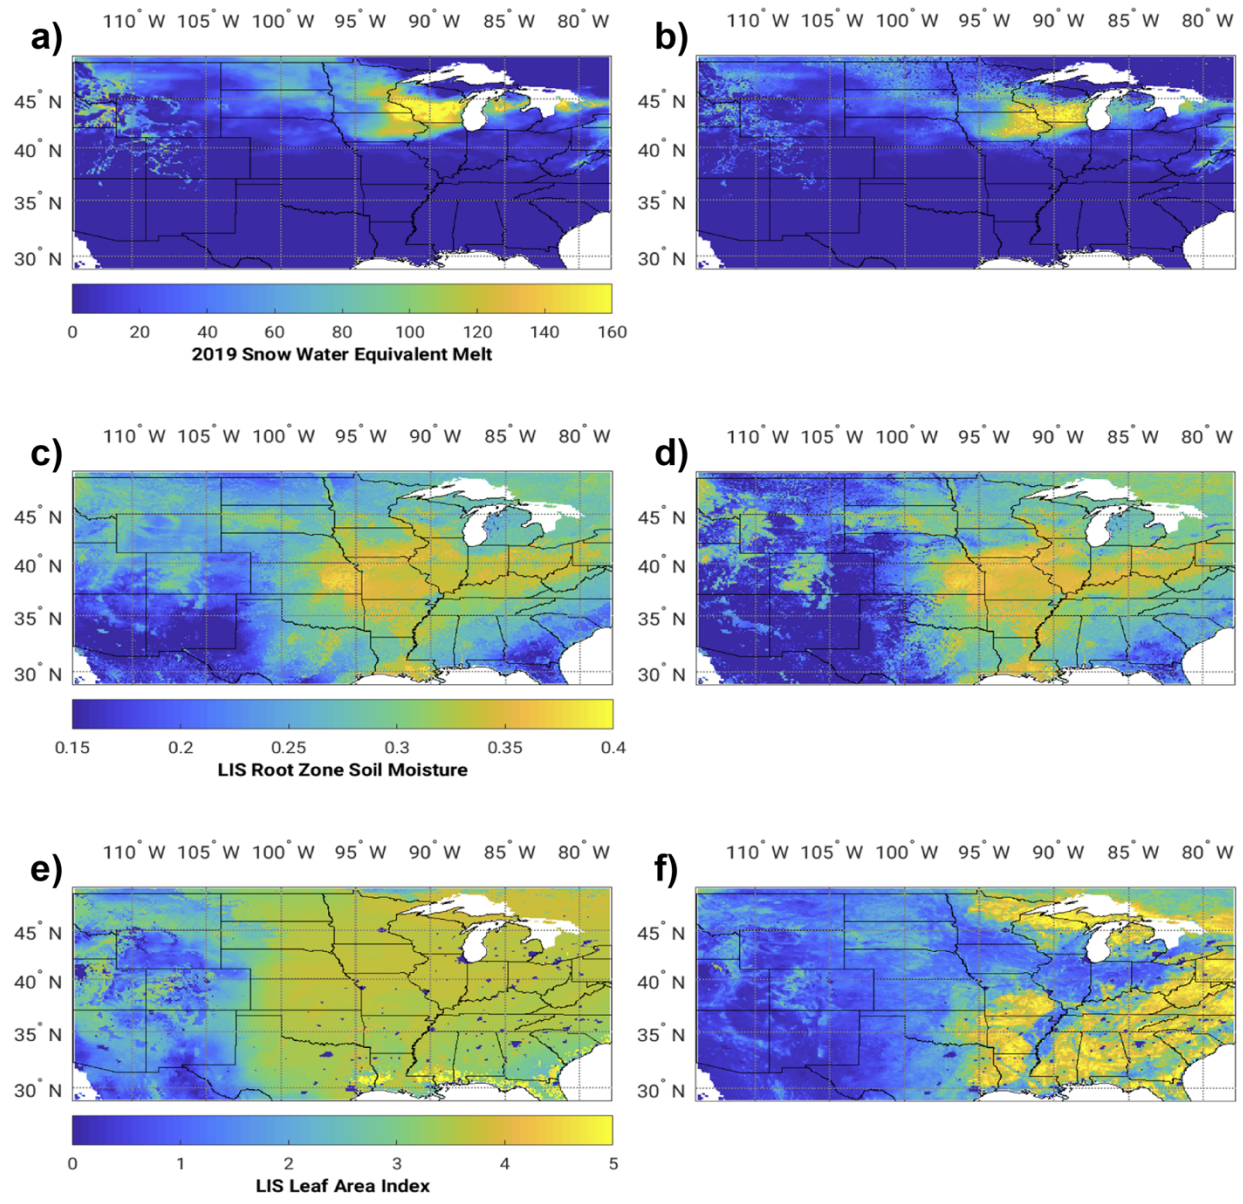 110° W 105° W 100° W 95° W 90° W 85° W 80° W
110° W 105° W 100° W 95° W 90° W 85° W 80° W
a)
b)
45° N
40° N
35° N
30° N
45° N
40° N
35° N
30° N
0 20 40 60 80 100 120 140 160
2019 Snow Water Equivalent Melt
110° W 105° W 100° W 95° W 90° W 85° W 80° W
110° W 105° W 100° W 95° W 90° W 85° W 80° W
c)
d)
45° N
40° N
35° N
30° N
45° N
40° N
35° N
30° N
0.15 0.2 0.25 0.3 0.35 0.4
LIS Root Zone Soil Moisture
110° W 105° W 100° W 95° W 90° W 85° W 80° W
110° W 105° W 100° W 95° W 90° W 85° W 80° W
e)
f)
45° N
40° N
35° N
30° N
45° N
40° N
35° N
30° N
0 1 2 3 4 5
LIS Leaf Area Index